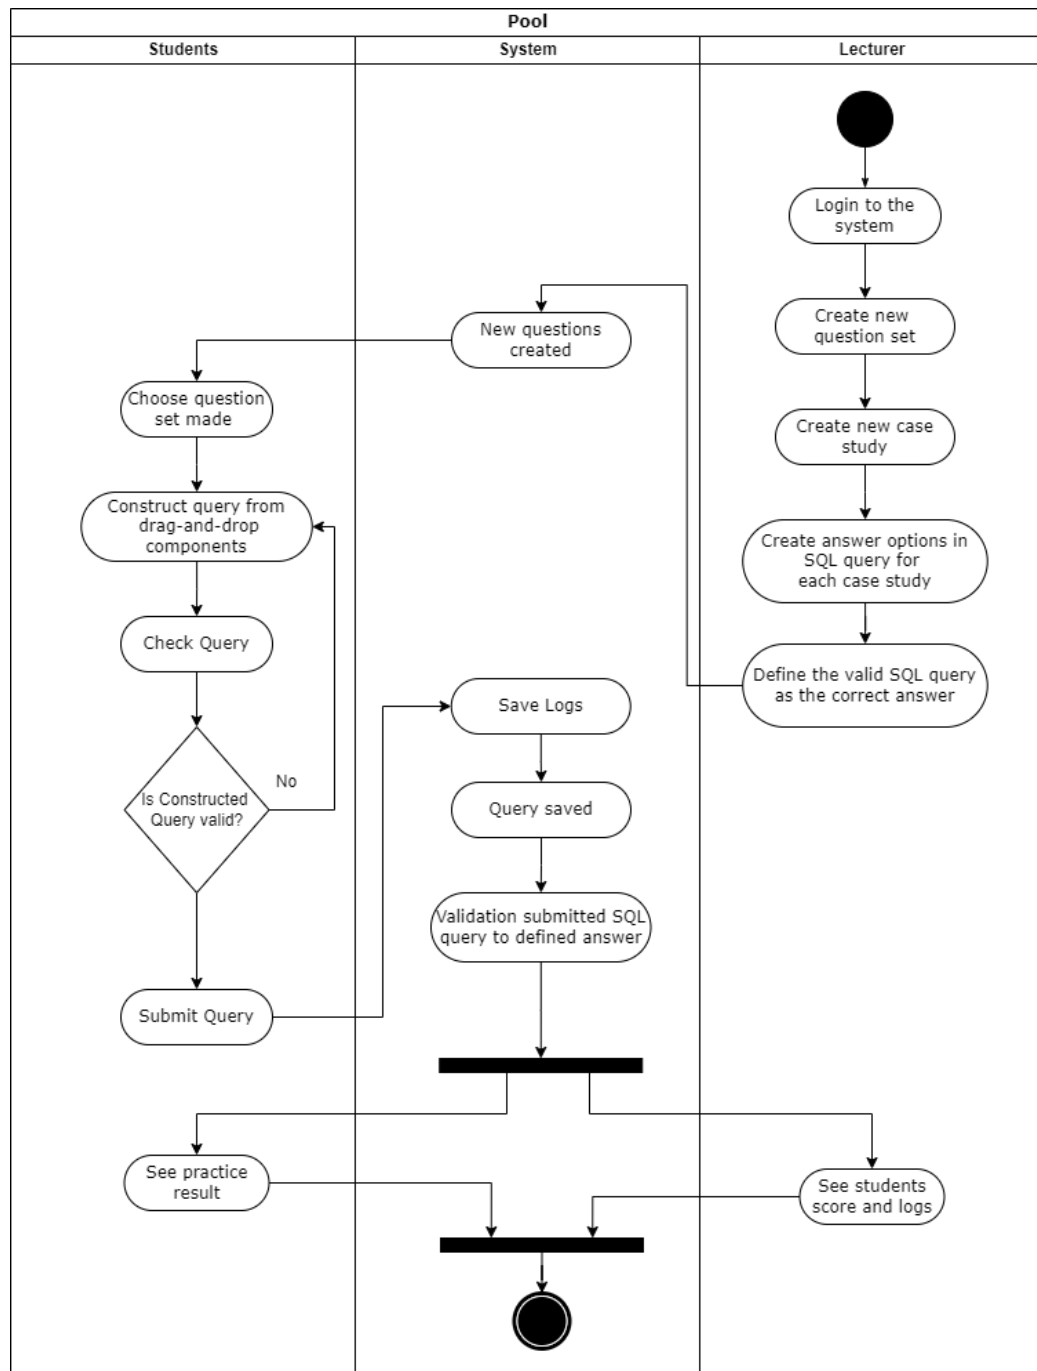 Pool
Students
System
Lecturer
Login to the
system
Create new
question set
New questions
created
Choose question
set made
Create new case
study
Construct query from
drag-and-drop
components
Create answer options in
SQL query for
each case study
Check Query
Define the valid SQL query
as the correct answer
Save Logs
No
Is Constructed
Query valid?
Query saved
Validation submitted SQL
query to defined answer
Submit Query
See practice
result
See students
score and logs